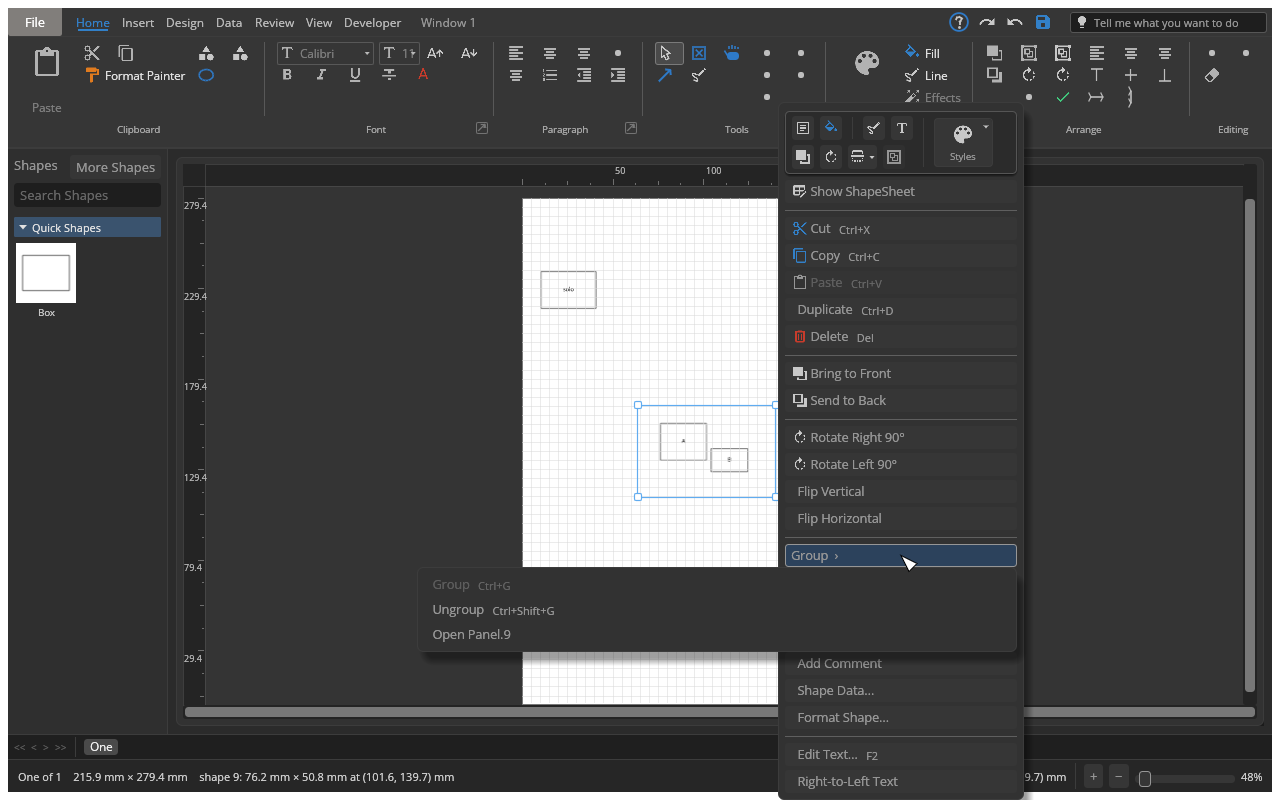 File Home Insert Design Data Review View Developer Window 1
Tell me what you want to do
Paste
Format Painter
Clipboard
Calibri
Font
Paragraph
Tools
Fill
Line
Effects
Arrange
Editing
Shapes More Shapes
Search Shapes
Quick Shapes
Box
50 100
279.4
229.4
179.4
129.4
79.4
29.4
solo
Styles
Show ShapeSheet
Cut Ctrl+X
Copy Ctrl+C
Paste Ctrl+V
Duplicate Ctrl+D
Delete Del
Bring to Front
Send to Back
Rotate Right 90°
Rotate Left 90°
Flip Vertical
Flip Horizontal
Group ›
Group Ctrl+G
Ungroup Ctrl+Shift+G
Open Panel.9
Add Comment
Shape Data...
Format Shape...
Edit Text... F2
Right-to-Left Text
<< < > >> One
One of 1 215.9 mm × 279.4 mm shape 9: 76.2 mm × 50.8 mm at (101.6, 139.7) mm
9.7) mm + − 48%